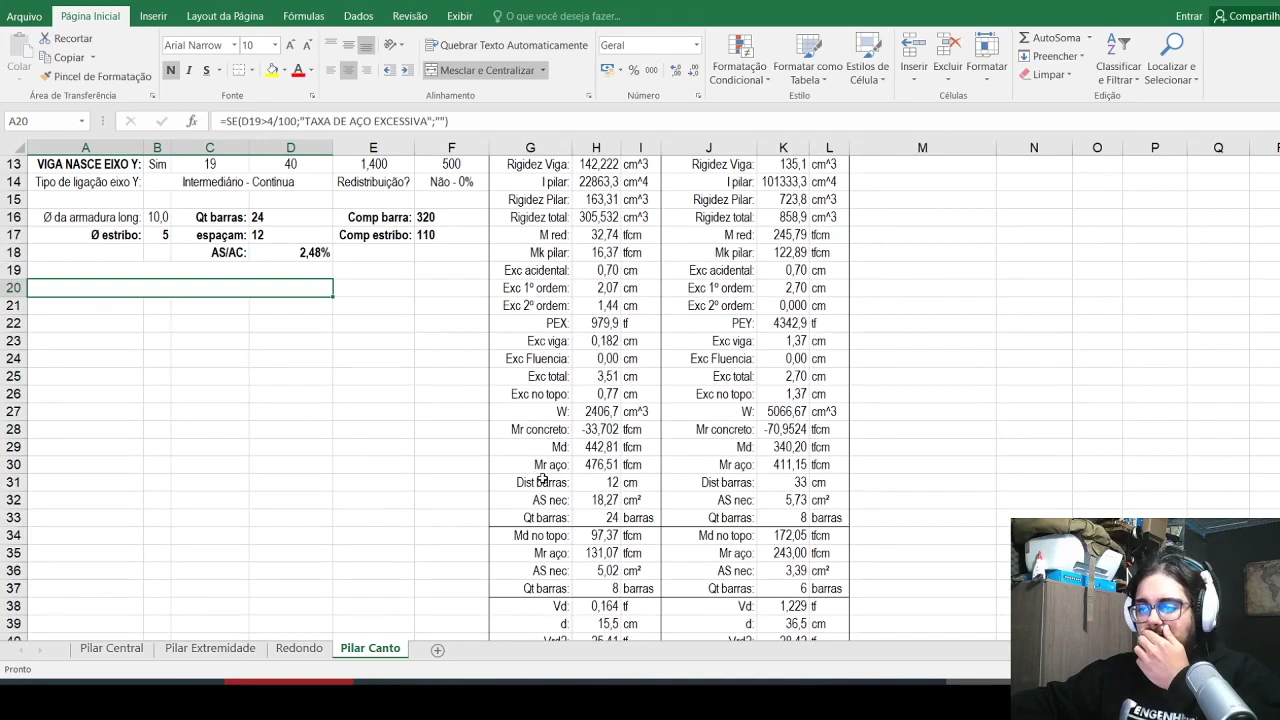 Arquivo Página Inicial Inserir Layout da Página Fórmulas Dados Revisão Exibir O que você deseja fazer... Entrar Compartilh
Recortar Arial Narrow 10 Quebrar Texto Automaticamente Geral AutoSoma
Copiar Preencher
Colar Pincel de Formatação N I S Mesclar e Centralizar % 000 Formatação Condicional Formatar como Tabela Estilos de Célula Inserir Excluir Formatar Limpar Classificar e Filtrar Localizar e Selecionar
Área de Transferência Fonte Alinhamento Número Estilo Células Edição
A20 fx =SE(D19>4/100;"TAXA DE AÇO EXCESSIVA";"")
A B C D E F G H I J K L M N O P Q R
13 VIGA NASCE EIXO Y: Sim 19 40 1,400 500 Rigidez Viga: 142,222 cm^3 Rigidez Viga: 135,1 cm^3
14 Tipo de ligação eixo Y: Intermediário - Continua Redistribuição? Não - 0% I pilar: 22863,3 cm^4 I pilar: 101333,3 cm^4
15 Rigidez Pilar: 163,31 cm^3 Rigidez Pilar: 723,8 cm^3
16 Ø da armadura long: 10,0 Qt barras: 24 Comp barra: 320 Rigidez total: 305,532 cm^3 Rigidez total: 858,9 cm^3
17 Ø estribo: 5 espaçam: 12 Comp estribo: 110 M red: 32,74 tfcm M red: 245,79 tfcm
18 AS/AC: 2,48% Mk pilar: 16,37 tfcm Mk pilar: 122,89 tfcm
19 Exc acidental: 0,70 cm Exc acidental: 0,70 cm
20 Exc 1º ordem: 2,07 cm Exc 1º ordem: 2,70 cm
21 Exc 2º ordem: 1,44 cm Exc 2º ordem: 0,000 cm
22 PEX: 979,9 tf PEY: 4342,9 tf
23 Exc viga: 0,182 cm Exc viga: 1,37 cm
24 Exc Fluencia: 0,00 cm Exc Fluencia: 0,00 cm
25 Exc total: 3,51 cm Exc total: 2,70 cm
26 Exc no topo: 0,77 cm Exc no topo: 1,37 cm
27 W: 2406,7 cm^3 W: 5066,67 cm^3
28 Mr concreto: -33,702 tfcm Mr concreto: -70,9524 tfcm
29 Md: 442,81 tfcm Md: 340,20 tfcm
30 Mr aço: 476,51 tfcm Mr aço: 411,15 tfcm
31 Dist barras: 12 cm Dist barras: 33 cm
32 AS nec: 18,27 cm² AS nec: 5,73 cm²
33 Qt barras: 24 barras Qt barras: 8 barras
34 Md no topo: 97,37 tfcm Md no topo: 172,05 tfcm
35 Mr aço: 131,07 tfcm Mr aço: 243,00 tfcm
36 AS nec: 5,02 cm² AS nec: 3,39 cm²
37 Qt barras: 8 barras Qt barras: 6 barras
38 Vd: 0,164 tf Vd: 1,229 tf
39 d: 15,5 cm d: 36,5 cm
Pilar Central Pilar Extremidade Redondo Pilar Canto
Pronto